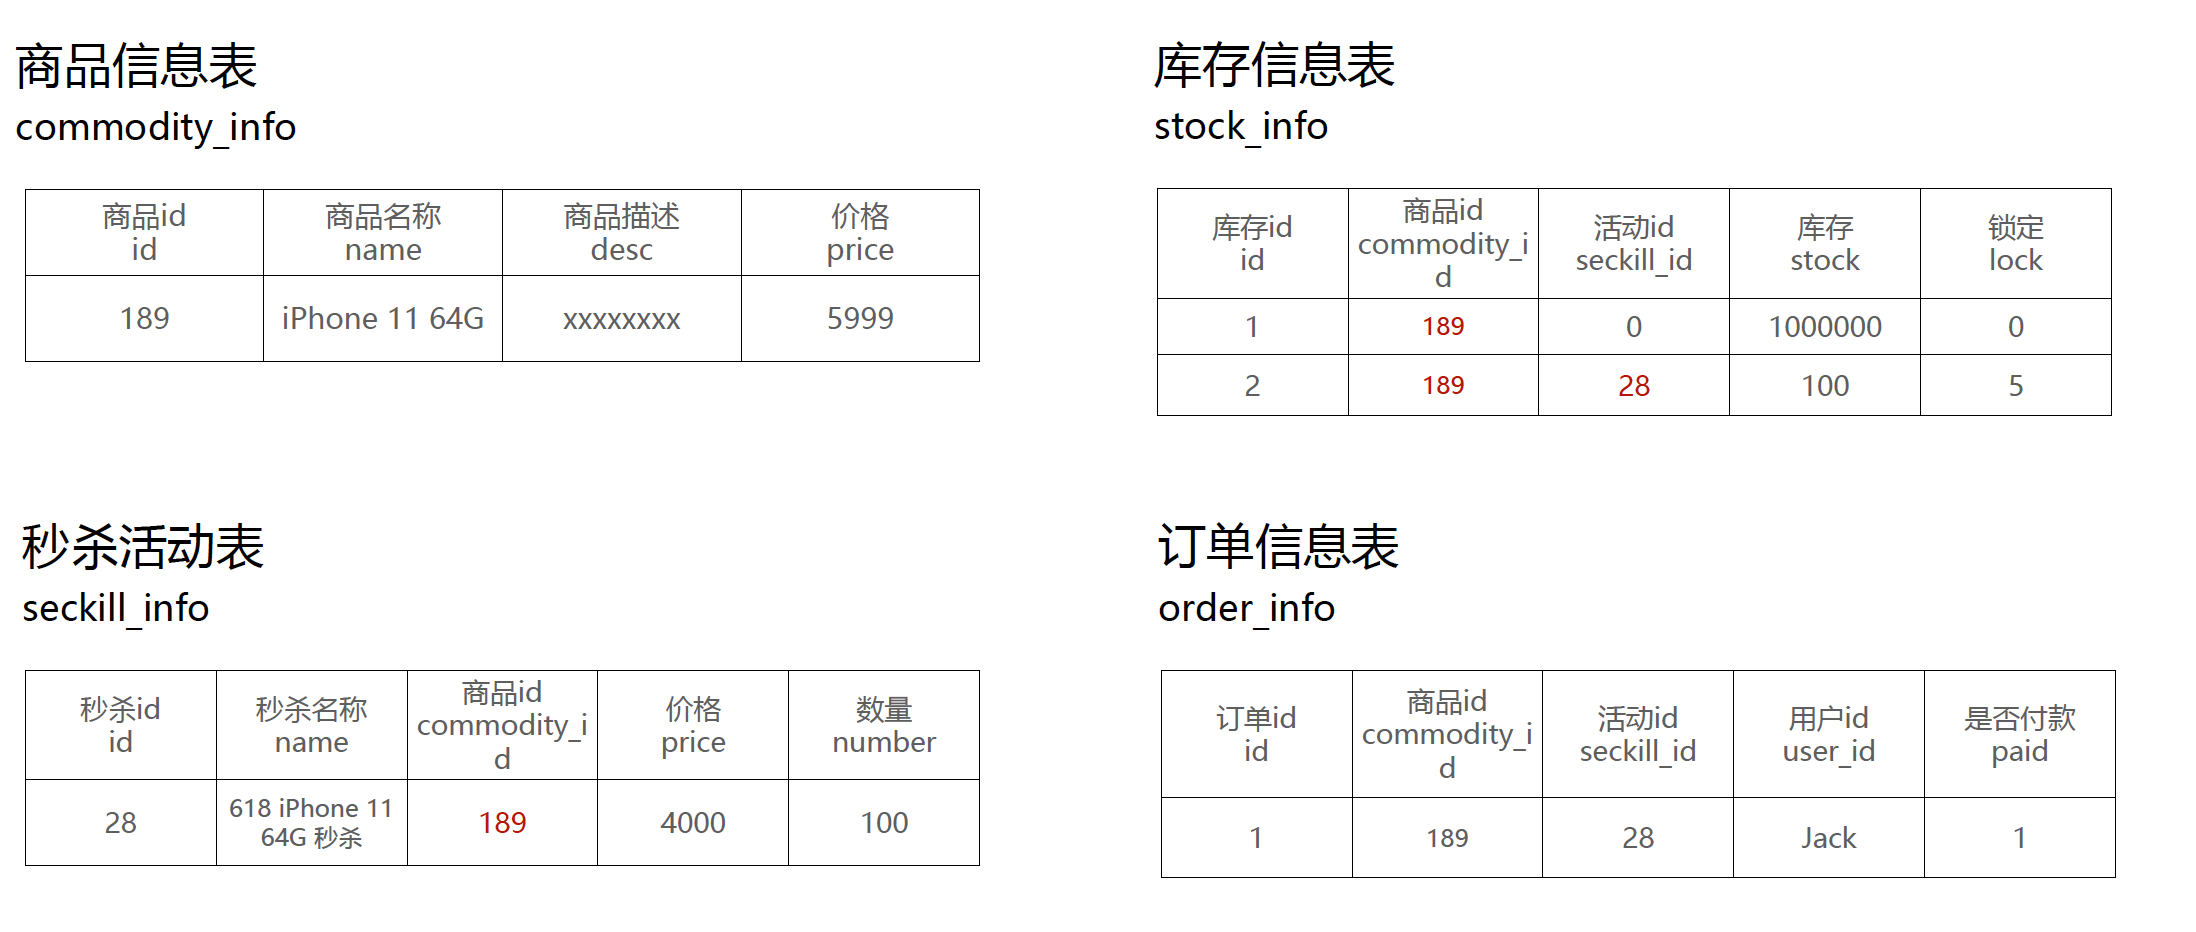 商品信息表
commodity_info
商品id
id
商品名称
name
商品描述
desc
价格
price
189
iPhone 11 64G
xxxxxxxx
5999
库存信息表
stock_info
库存id
id
商品id
commodity_i
d
活动id
seckill_id
库存
stock
锁定
lock
1
189
0
1000000
0
2
189
28
100
5
秒杀活动表
seckill_info
秒杀id
id
秒杀名称
name
商品id
commodity_i
d
价格
price
数量
number
28
618 iPhone 11
64G 秒杀
189
4000
100
订单信息表
order_info
订单id
id
商品id
commodity_i
d
活动id
seckill_id
用户id
user_id
是否付款
paid
1
189
28
Jack
1